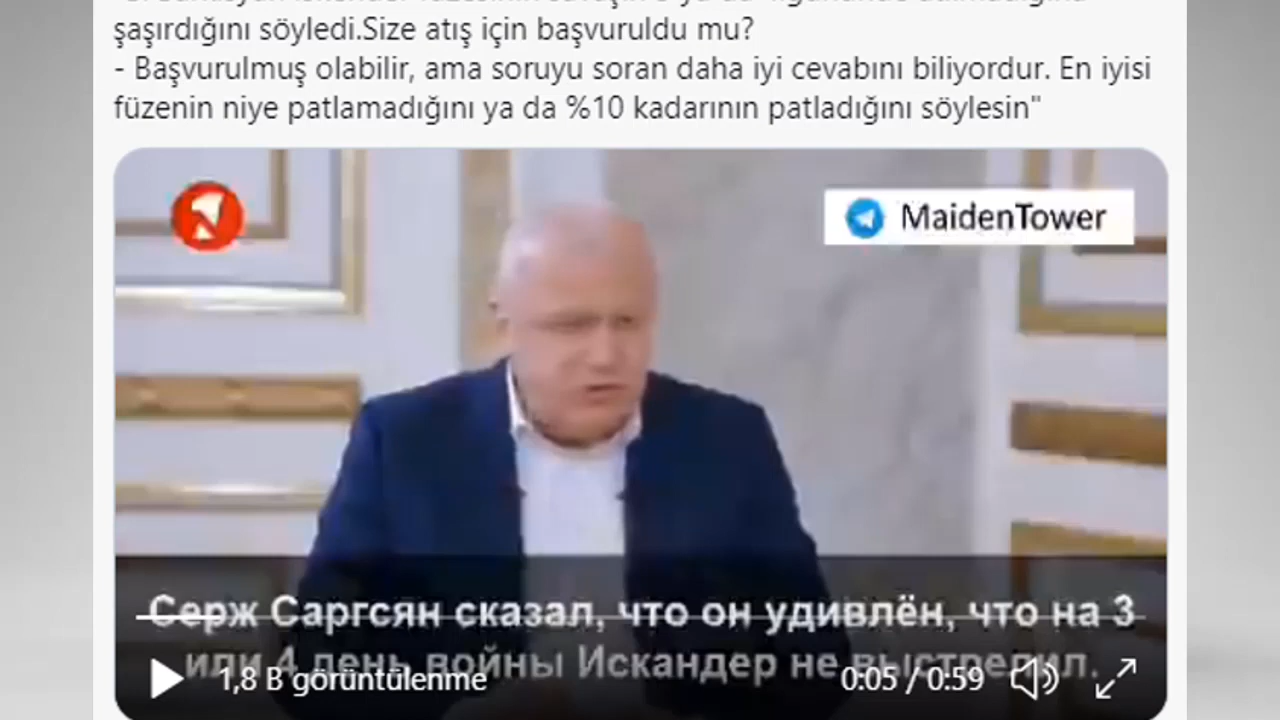 şaşırdığını söyledi.Size atış için başvuruldu mu?
- Başvurulmuş olabilir, ama soruyu soran daha iyi cevabını biliyordur. En iyisi
füzenin niye patlamadığını ya da %10 kadarının patladığını söylesin"
MaidenTower
Серж Саргсян сказал, что он удивлён, что на 3
или 4 день войны Искандер не выстрелил.
1,8 B görüntülenme 0:05 / 0:59